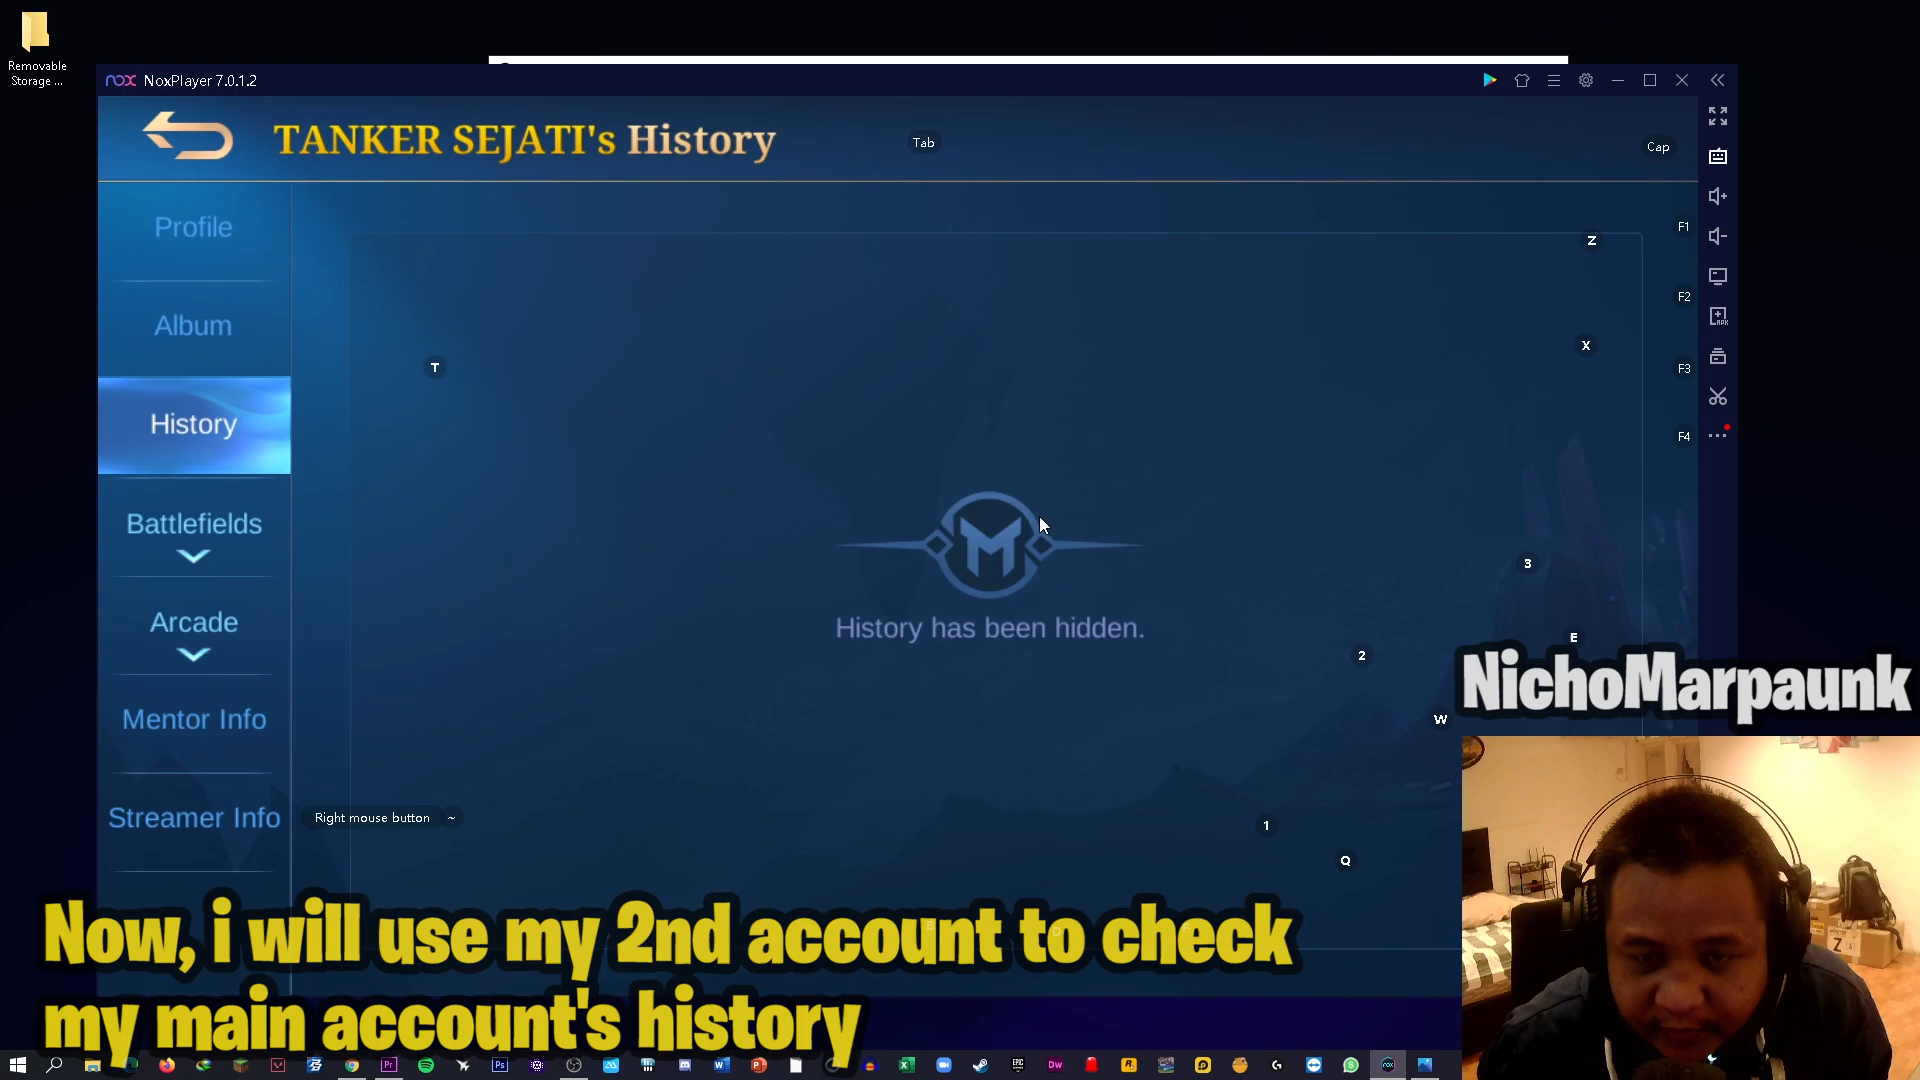 Removable
Storage ...
nox NoxPlayer 7.0.1.2
TANKER SEJATI's History
Tab
Cap
Profile
F1
Z
F2
Album
X
T
F3
History
F4
Battlefields
3
Arcade
History has been hidden.
E
2
NichoMarpaunk
Mentor Info
W
Streamer Info
Right mouse button
~
1
Q
Now, i will use my 2nd account to check
my main account's history